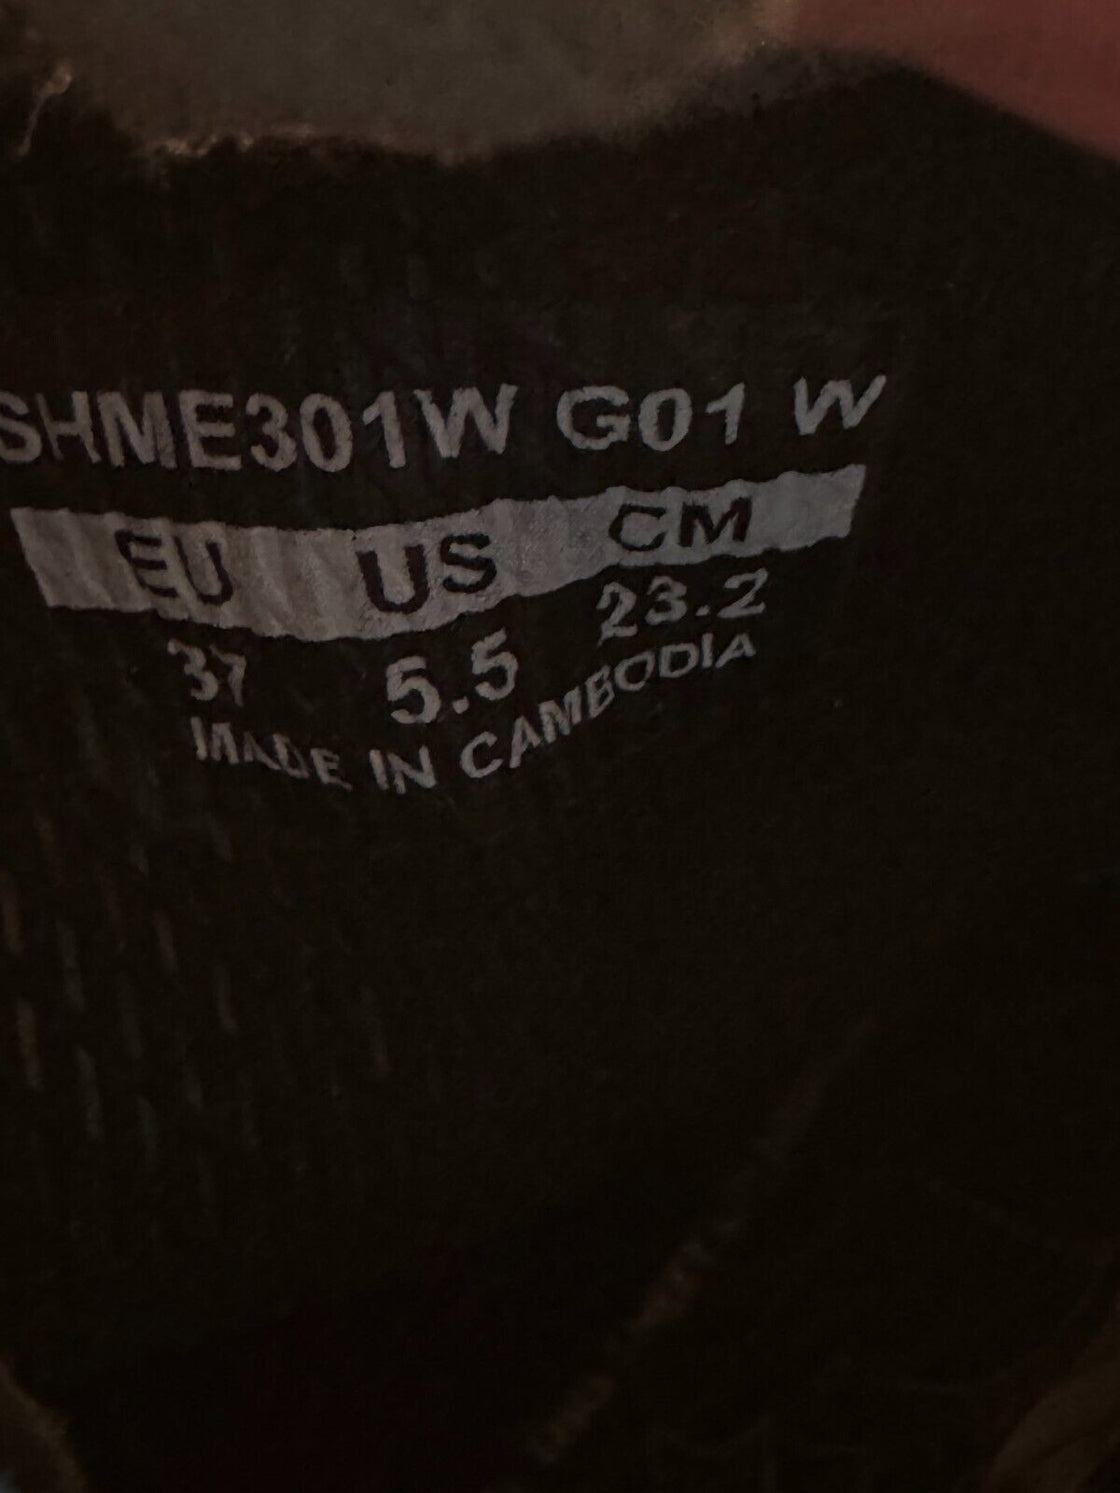 SHME301W G01 W
EU US CM
37 5.5 23.2
MADE IN CAMBODIA